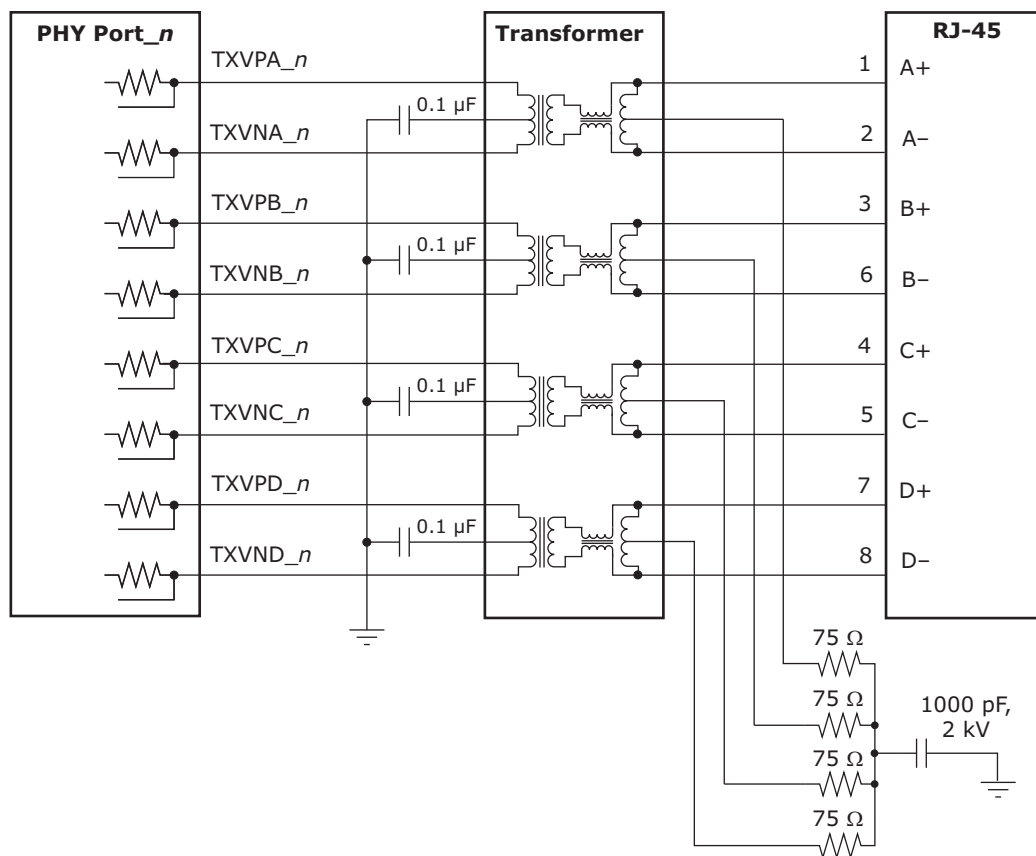 PHY Port_n
Transformer
RJ-45
TXVPA_n
1
A+
0.1 µF
TXVNA_n
2
A–
TXVPB_n
3
B+
0.1 µF
TXVNB_n
6
B–
TXVPC_n
4
C+
0.1 µF
TXVNC_n
5
C–
TXVPD_n
7
D+
0.1 µF
TXVND_n
8
D–
75 Ω
75 Ω
1000 pF,
2 kV
75 Ω
75 Ω